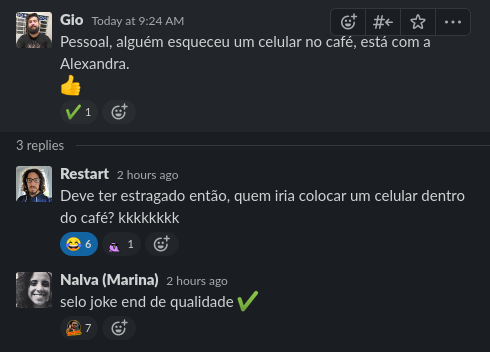 Gio Today at 9:24 AM
Pessoal, alguém esqueceu um celular no café, está com a
Alexandra.
1
3 replies
Restart 2 hours ago
Deve ter estragado então, quem iria colocar um celular dentro
do café? kkkkkkkk
6 1
Nalva (Marina) 2 hours ago
selo joke end de qualidade
7